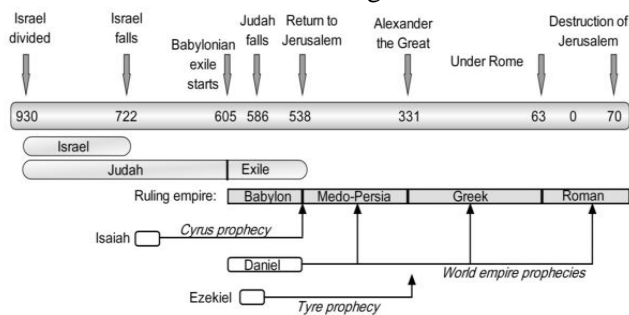 Israel divided
Israel falls
Babylonian exile starts
Judah falls
Return to Jerusalem
Alexander the Great
Under Rome
Destruction of Jerusalem
930 722 605 586 538 331 63 0 70
Israel
Judah Exile
Ruling empire: Babylon Medo-Persia Greek Roman
Isaiah Cyrus prophecy
Daniel World empire prophecies
Ezekiel Tyre prophecy